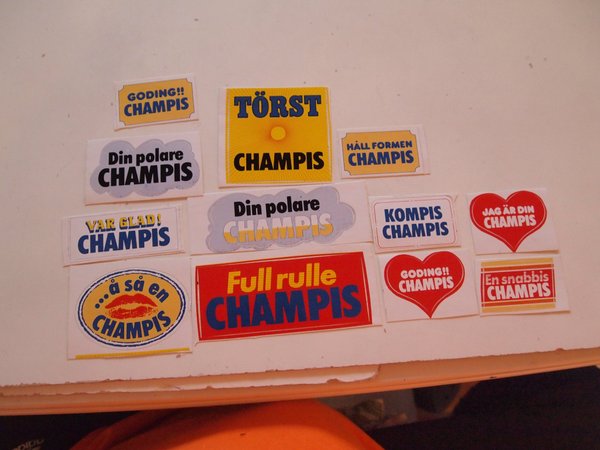 GODING!!
CHAMPIS
TÖRST
CHAMPIS
HÅLL FORMEN
CHAMPIS
Din polare
CHAMPIS
Din polare
CHAMPIS
VAR GLAD!
CHAMPIS
KOMPIS
CHAMPIS
JAG ÄR DIN
CHAMPIS
...å så en
CHAMPIS
Full rulle
CHAMPIS
GODING!!
CHAMPIS
En snabbis
CHAMPIS